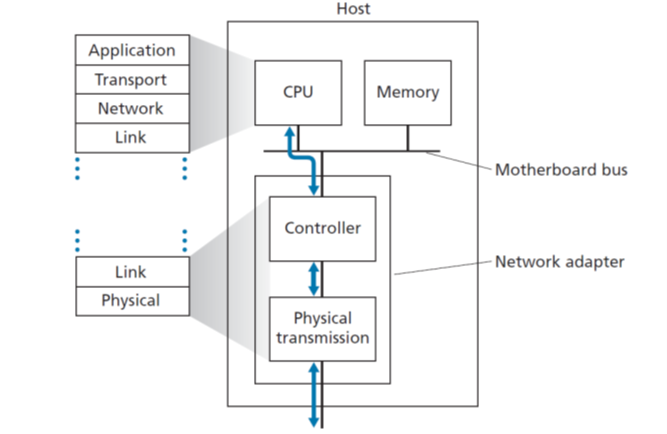 Host
Application
Transport
Network
Link
CPU
Memory
Motherboard bus
Controller
Network adapter
Link
Physical
Physical
transmission